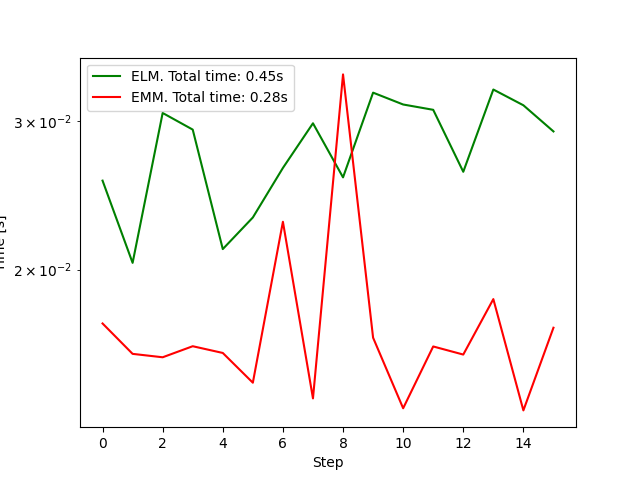 ELM. Total time: 0.45s
EMM. Total time: 0.28s
3 × 10⁻²
2 × 10⁻²
Time [s]
0 2 4 6 8 10 12 14
Step